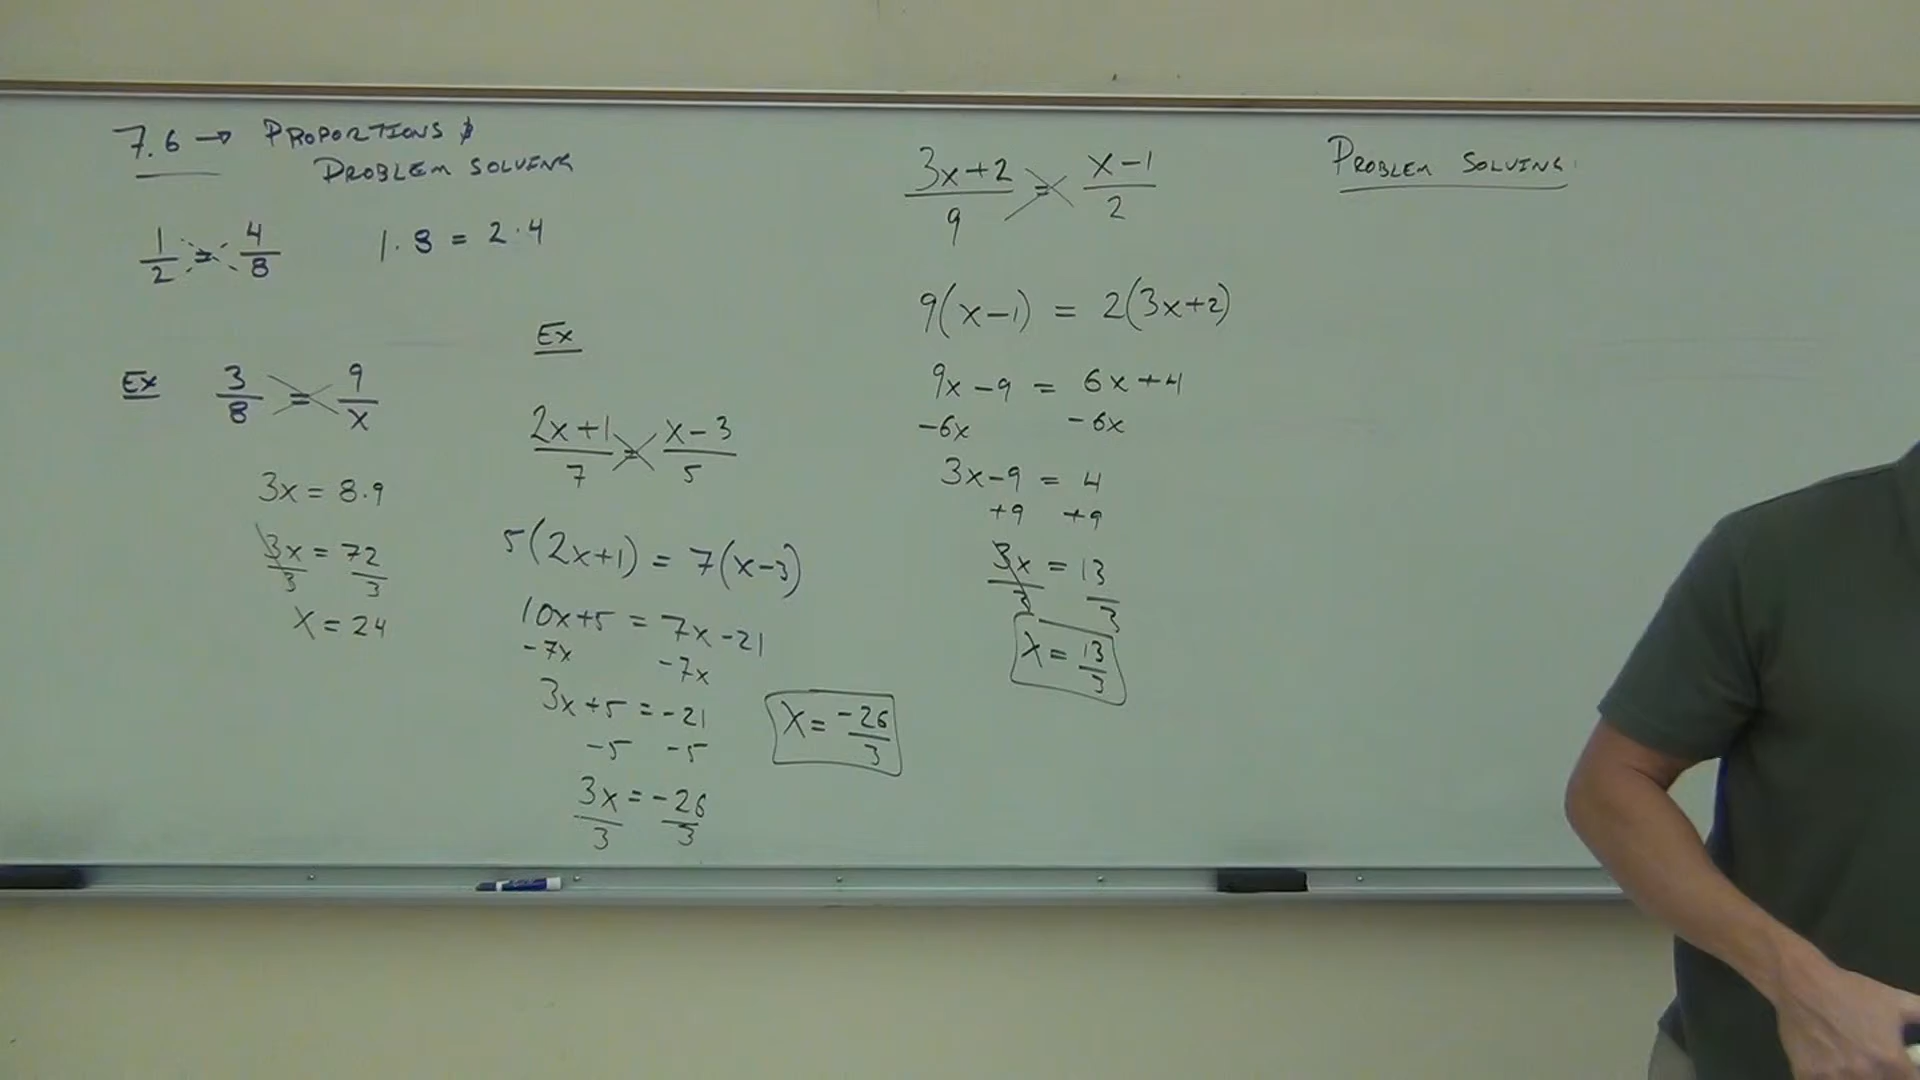 7.6 → PROPORTIONS &
PROBLEM SOLVING
1/2 = 4/8    1·8 = 2·4
Ex    3/8 = 9/x
3x = 8·9
3x/3 = 72/3
x = 24
Ex
(2x+1)/7 = (x-3)/5
5(2x+1) = 7(x-3)
10x+5 = 7x-21
-7x    -7x
3x+5 = -21
-5    -5
3x/3 = -26/3
x = -26/3
(3x+2)/9 = (x-1)/2
9(x-1) = 2(3x+2)
9x-9 = 6x+4
-6x    -6x
3x-9 = 4
+9    +9
3x/3 = 13/3
x = 13/3
PROBLEM SOLVING: